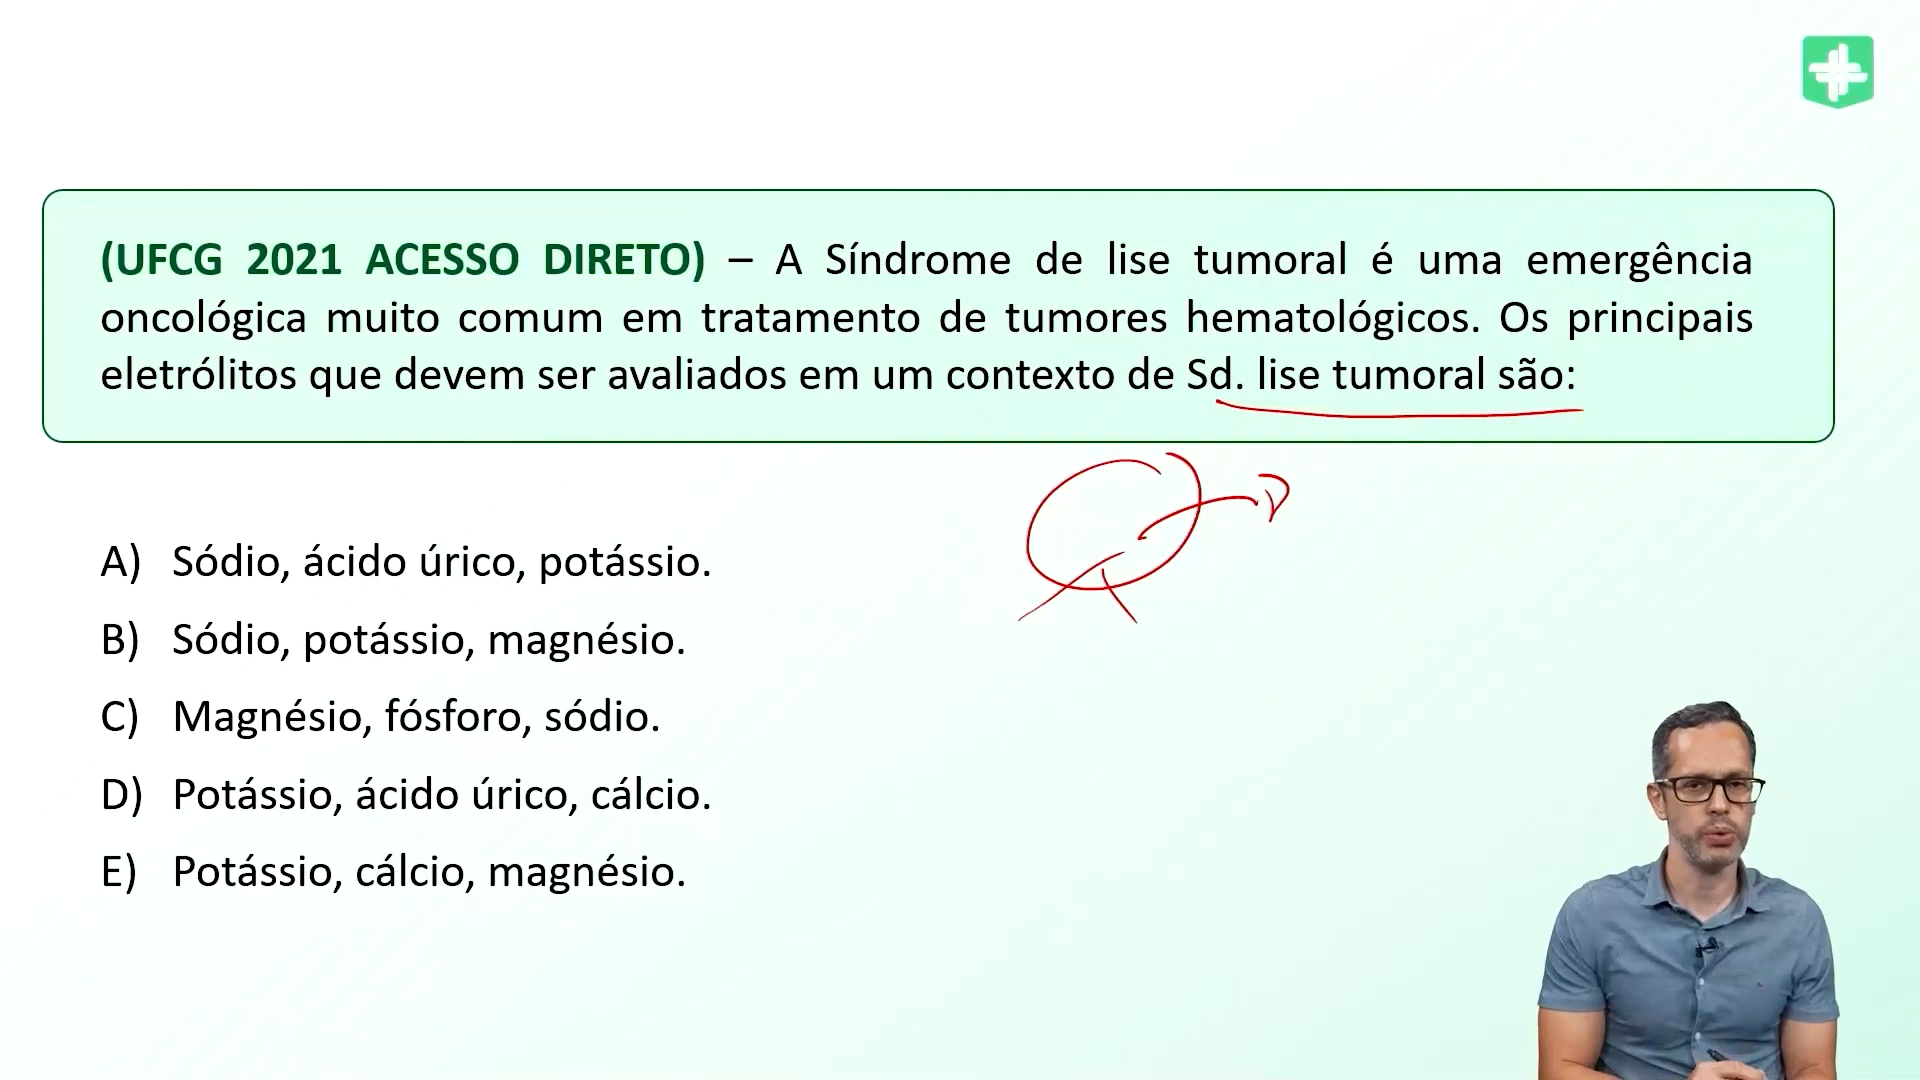 (UFCG 2021 ACESSO DIRETO) – A Síndrome de lise tumoral é uma emergência
oncológica muito comum em tratamento de tumores hematológicos. Os principais
eletrólitos que devem ser avaliados em um contexto de Sd. lise tumoral são:
A) Sódio, ácido úrico, potássio.
B) Sódio, potássio, magnésio.
C) Magnésio, fósforo, sódio.
D) Potássio, ácido úrico, cálcio.
E) Potássio, cálcio, magnésio.